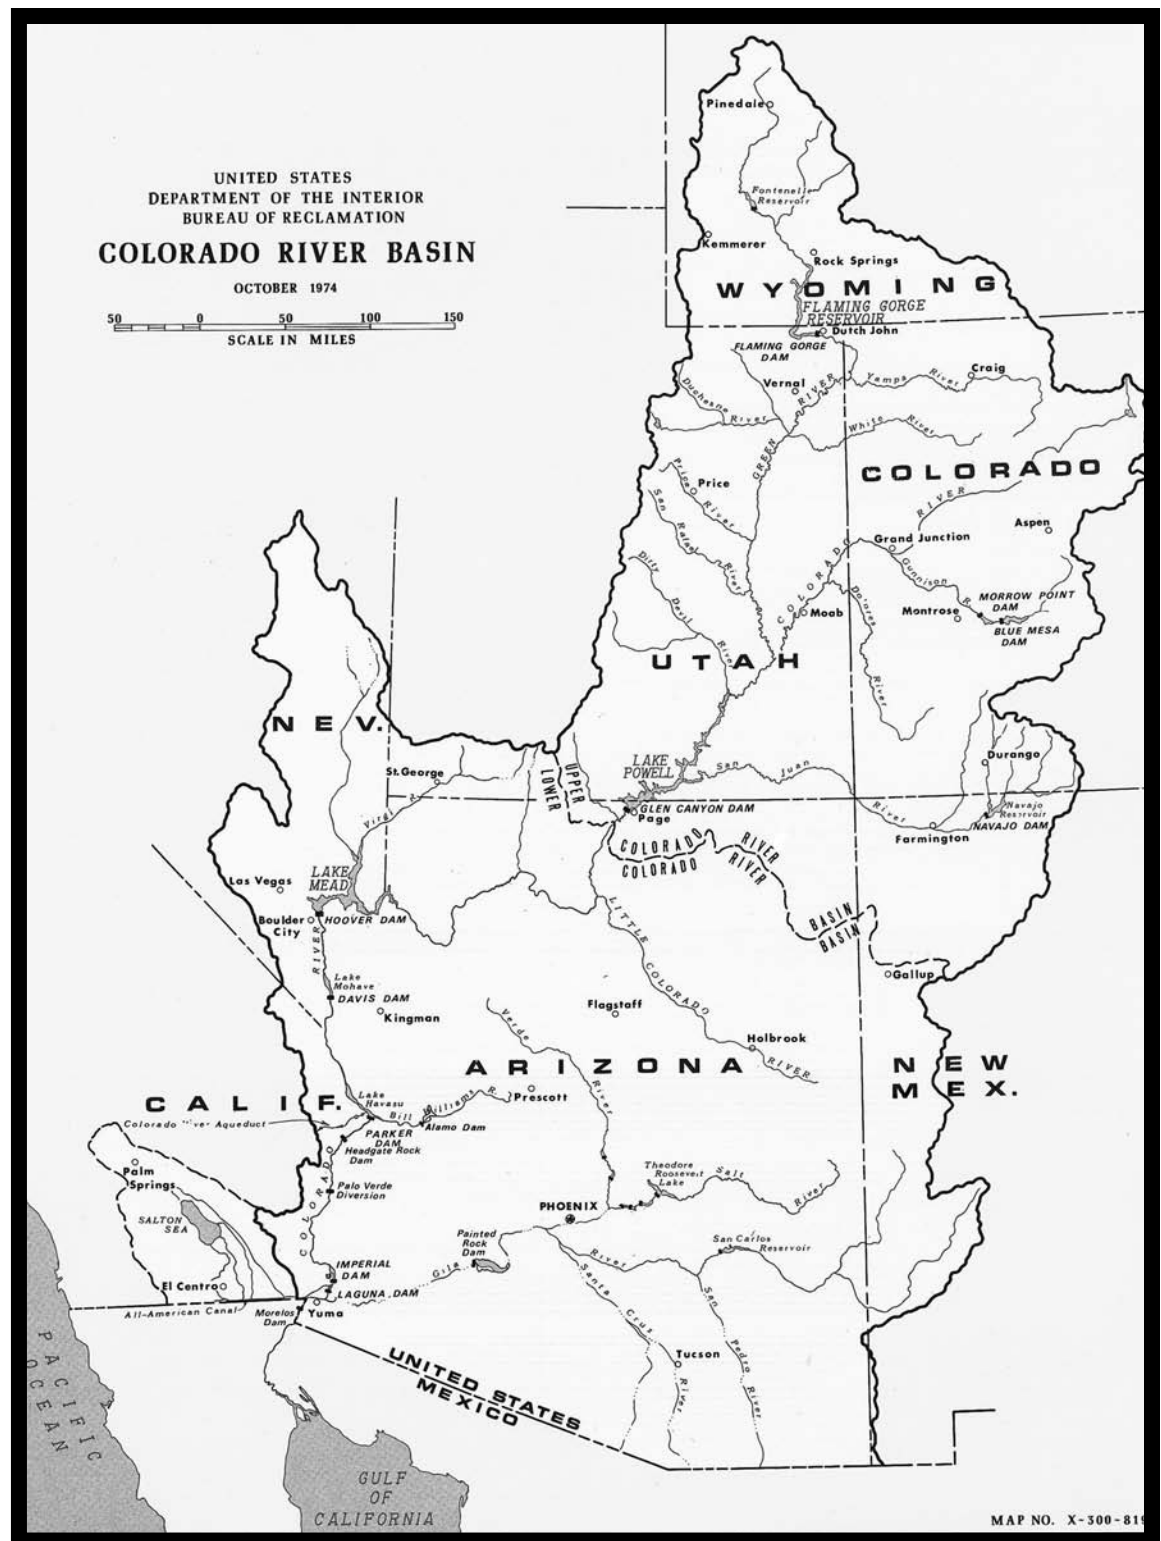 UNITED STATES
DEPARTMENT OF THE INTERIOR
BUREAU OF RECLAMATION
COLORADO RIVER BASIN
OCTOBER 1974
50 0 50 100 150
SCALE IN MILES
Pinedale
Fontenelle
Reservoir
Kemmerer
Rock Springs
WYOMING
FLAMING GORGE
RESERVOIR
Dutch John
FLAMING GORGE
DAM
Vernal
GREEN RIVER
Yampa River
Craig
Duchesne River
White River
COLORADO
Price
Price River
San Rafael River
Dirty Devil River
COLORADO RIVER
Grand Junction
Aspen
Gunnison R.
MORROW POINT
DAM
Montrose
BLUE MESA
DAM
Moab
Dolores River
UTAH
NEV.
St. George
Virgin
UPPER
LOWER
LAKE
POWELL
San Juan River
Durango
GLEN CANYON DAM
Page
Navajo
Reservoir
NAVAJO DAM
Farmington
COLORADO RIVER BASIN
COLORADO RIVER BASIN
Las Vegas
LAKE
MEAD
Boulder
City
HOOVER DAM
RIVER
LITTLE COLORADO RIVER
Gallup
Lake
Mohave
DAVIS DAM
Kingman
Flagstaff
Verde River
Holbrook
ARIZONA
NEW
MEX.
CALIF.
Lake
Havasu
Bill Williams R.
Prescott
Colorado River Aqueduct
PARKER
DAM
Alamo Dam
Headgate Rock
Dam
COLORADO
Palm
Springs
Palo Verde
Diversion
Theodore
Roosevelt
Lake
Salt River
PHOENIX
SALTON
SEA
Painted
Rock
Dam
San Carlos
Reservoir
IMPERIAL
DAM
Gila River
El Centro
LAGUNA DAM
All-American Canal
Morelos
Dam
Yuma
Santa Cruz River
San Pedro River
Tucson
UNITED STATES
MEXICO
PACIFIC
OCEAN
GULF
OF
CALIFORNIA
MAP NO. X-300-819